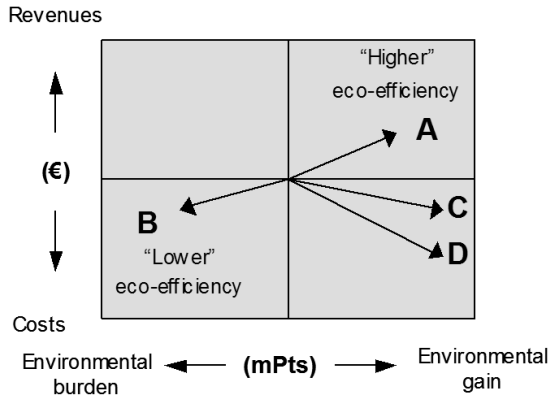 Revenues
“Higher”
eco-efficiency
A
(€)
B
C
“Lower”
D
eco-efficiency
Costs
Environmental
burden
(mPts)
Environmental
gain